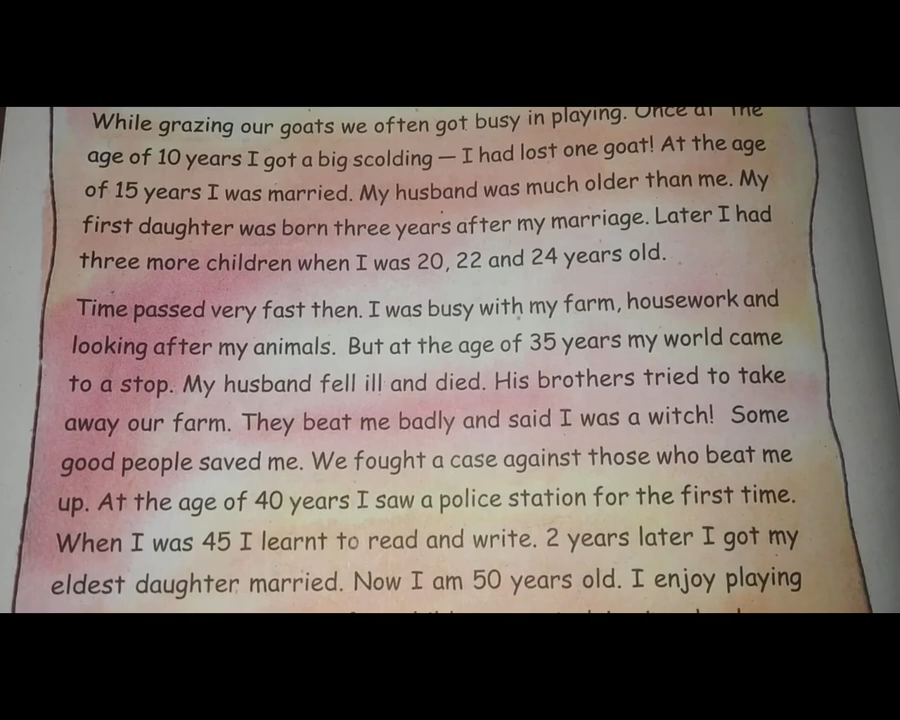 While grazing our goats we often got busy in playing. Once at the
age of 10 years I got a big scolding — I had lost one goat! At the age
of 15 years I was married. My husband was much older than me. My
first daughter was born three years after my marriage. Later I had
three more children when I was 20, 22 and 24 years old.
Time passed very fast then. I was busy with my farm, housework and
looking after my animals. But at the age of 35 years my world came
to a stop. My husband fell ill and died. His brothers tried to take
away our farm. They beat me badly and said I was a witch! Some
good people saved me. We fought a case against those who beat me
up. At the age of 40 years I saw a police station for the first time.
When I was 45 I learnt to read and write. 2 years later I got my
eldest daughter married. Now I am 50 years old. I enjoy playing